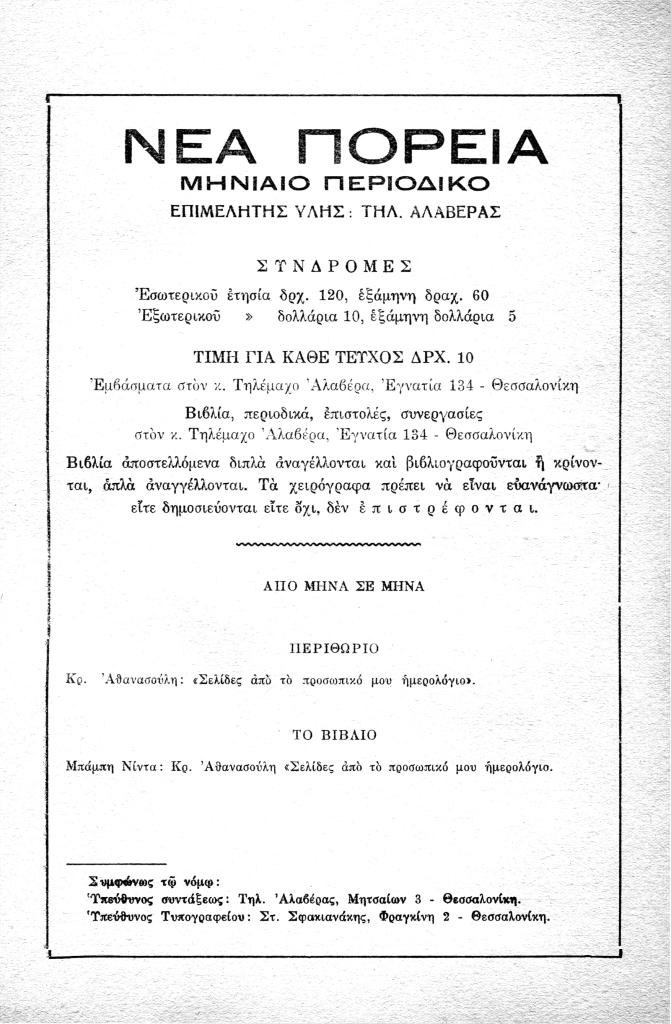 ΝΕΑ ΠΟΡΕΙΑ
ΜΗΝΙΑΙΟ ΠΕΡΙΟΔΙΚΟ
ΕΠΙΜΕΛΗΤΗΣ ΥΛΗΣ: ΤΗΛ. ΑΛΑΒΕΡΑΣ
ΣΥΝΔΡΟΜΕΣ
Ἐσωτερικοῦ ἐτησία δρχ. 120, ἑξάμηνη δραχ. 60
Ἐξωτερικοῦ » δολλάρια 10, ἑξάμηνη δολλάρια 5
ΤΙΜΗ ΓΙΑ ΚΑΘΕ ΤΕΥΧΟΣ ΔΡΧ. 10
Ἐμβάσματα στὸν κ. Τηλέμαχο Ἀλαβέρα, Ἐγνατία 134 - Θεσσαλονίκη
Βιβλία, περιοδικά, ἐπιστολές, συνεργασίες
στὸν κ. Τηλέμαχο Ἀλαβέρα, Ἐγνατία 134 - Θεσσαλονίκη
Βιβλία ἀποστελλόμενα διπλὰ ἀναγέλλονται καὶ βιβλιογραφοῦνται ἢ κρίνον-
ται, ἁπλὰ ἀναγγέλλονται. Τὰ χειρόγραφα πρέπει νὰ εἶναι εὐανάγνωστα·
εἴτε δημοσιεύονται εἴτε ὄχι, δὲν ἐπιστρέφονται.
ΑΠΟ ΜΗΝΑ ΣΕ ΜΗΝΑ
ΠΕΡΙΘΩΡΙΟ
Κρ. Ἀθανασούλη: «Σελίδες ἀπὸ τὸ προσωπικό μου ἡμερολόγιο».
ΤΟ ΒΙΒΛΙΟ
Μπάμπη Νίντα: Κρ. Ἀθανασούλη «Σελίδες ἀπὸ τὸ προσωπικό μου ἡμερολόγιο.
Συμφώνως τῷ νόμῳ:
Ὑπεύθυνος συντάξεως: Τηλ. Ἀλαβέρας, Μητσαίων 3 - Θεσσαλονίκη.
Ὑπεύθυνος Τυπογραφείου: Στ. Σφακιανάκης, Φραγκίνη 2 - Θεσσαλονίκη.